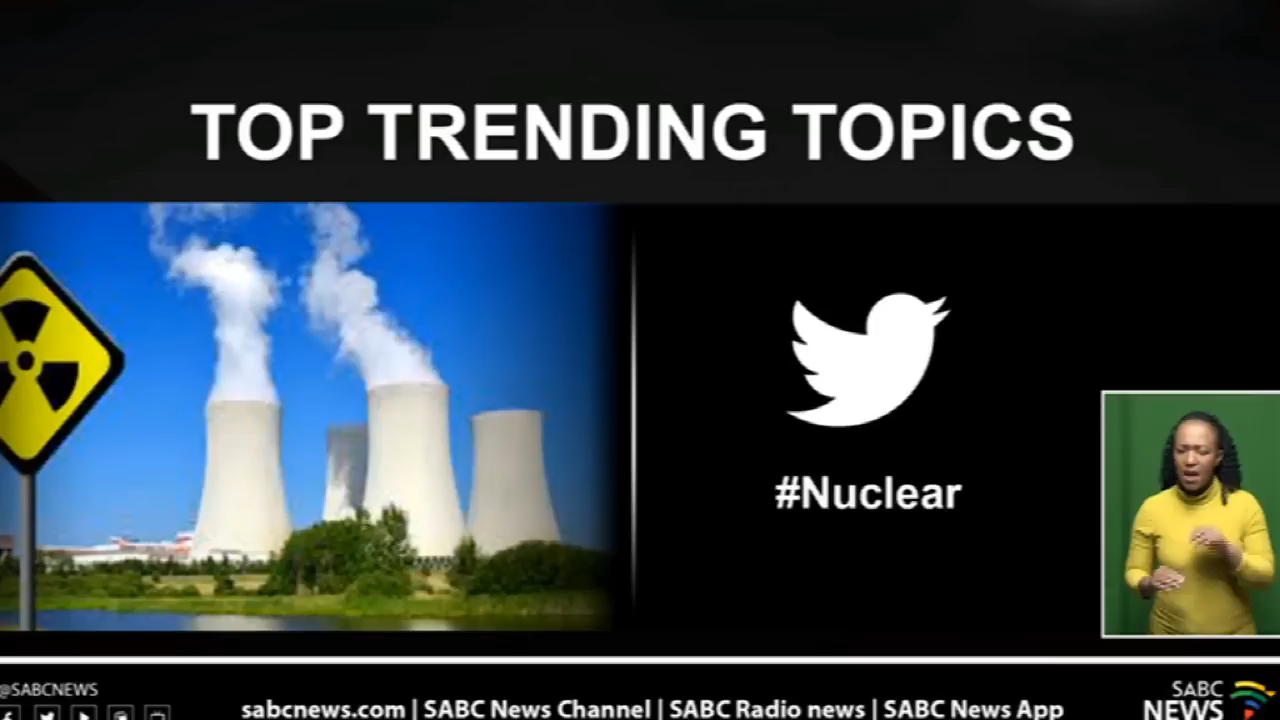 TOP TRENDING TOPICS
#Nuclear
@SABCNEWS
sabcnews.com | SABC News Channel | SABC Radio news | SABC News App
SABC
NEWS